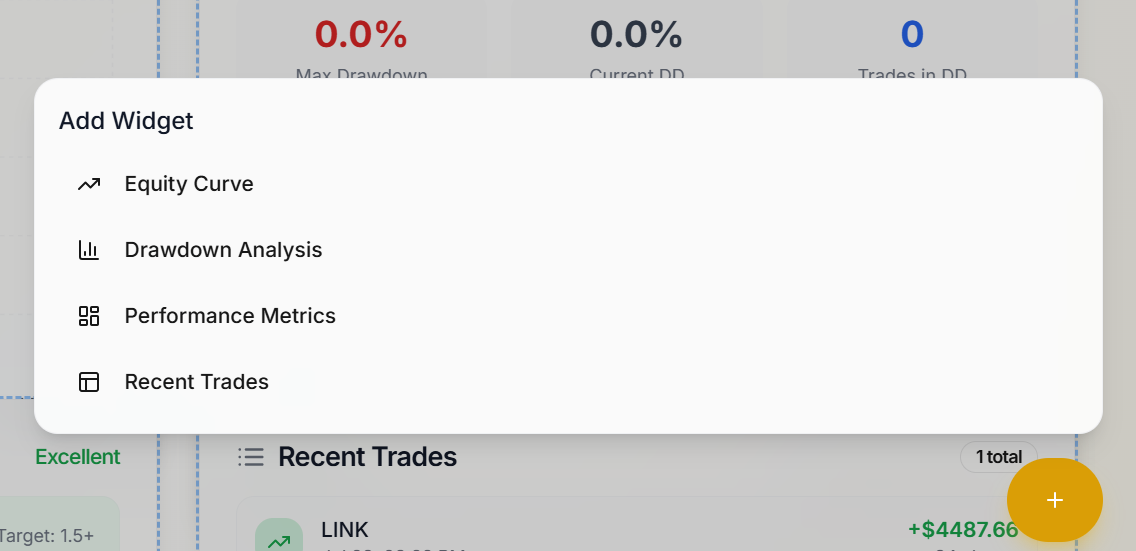 0.0%
0.0%
0
Max Drawdown
Current DD
Trades in DD
Add Widget
Equity Curve
Drawdown Analysis
Performance Metrics
Recent Trades
Excellent
Recent Trades
1 total
Target: 1.5+
LINK
+$4487.66